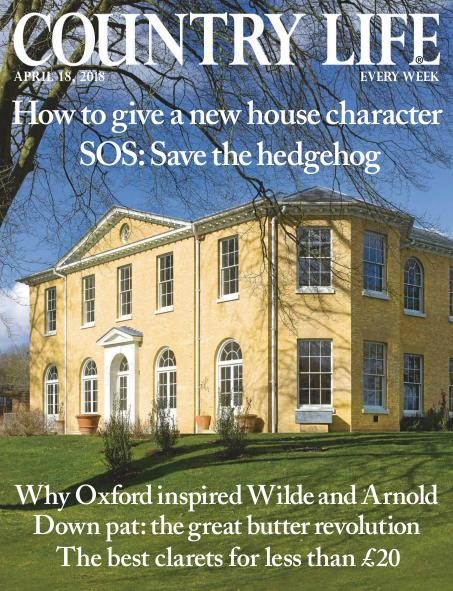 COUNTRY LIFE®
APRIL 18, 2018 EVERY WEEK
How to give a new house character
SOS: Save the hedgehog
Why Oxford inspired Wilde and Arnold
Down pat: the great butter revolution
The best clarets for less than £20